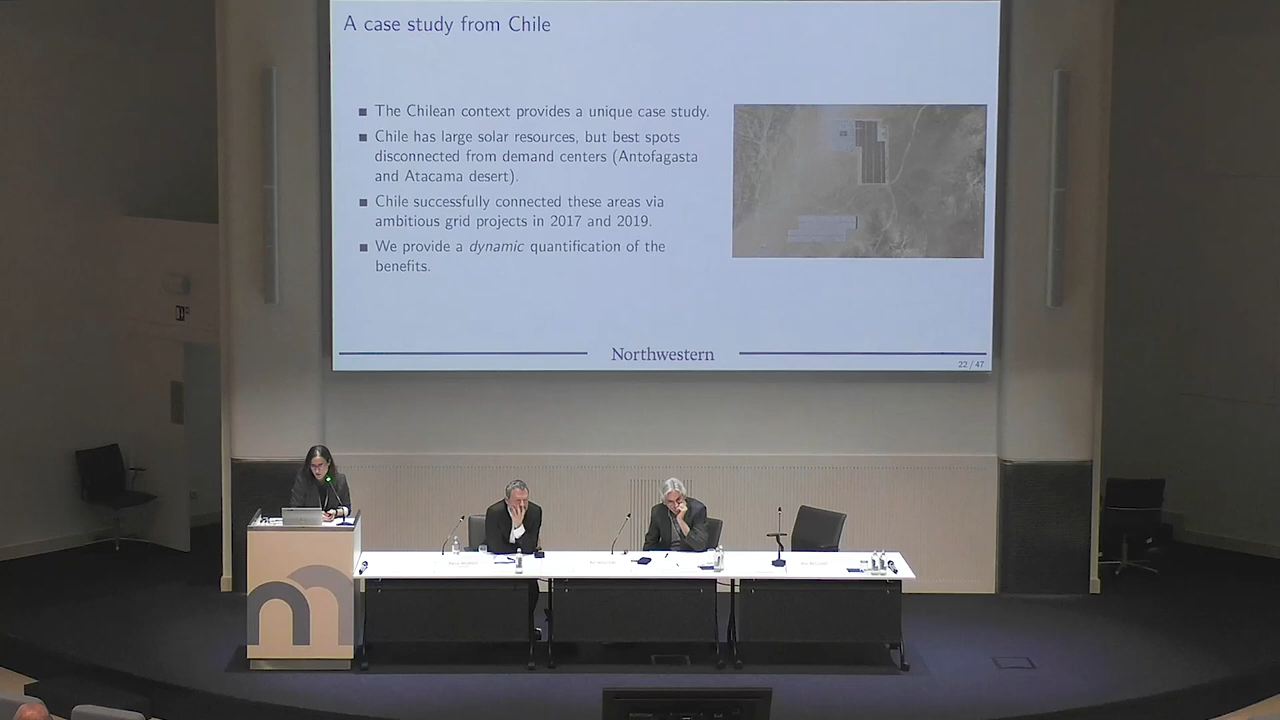 A case study from Chile
The Chilean context provides a unique case study.
Chile has large solar resources, but best spots
disconnected from demand centers (Antofagasta
and Atacama desert).
Chile successfully connected these areas via
ambitious grid projects in 2017 and 2019.
We provide a dynamic quantification of the
benefits.
Northwestern
22 / 47